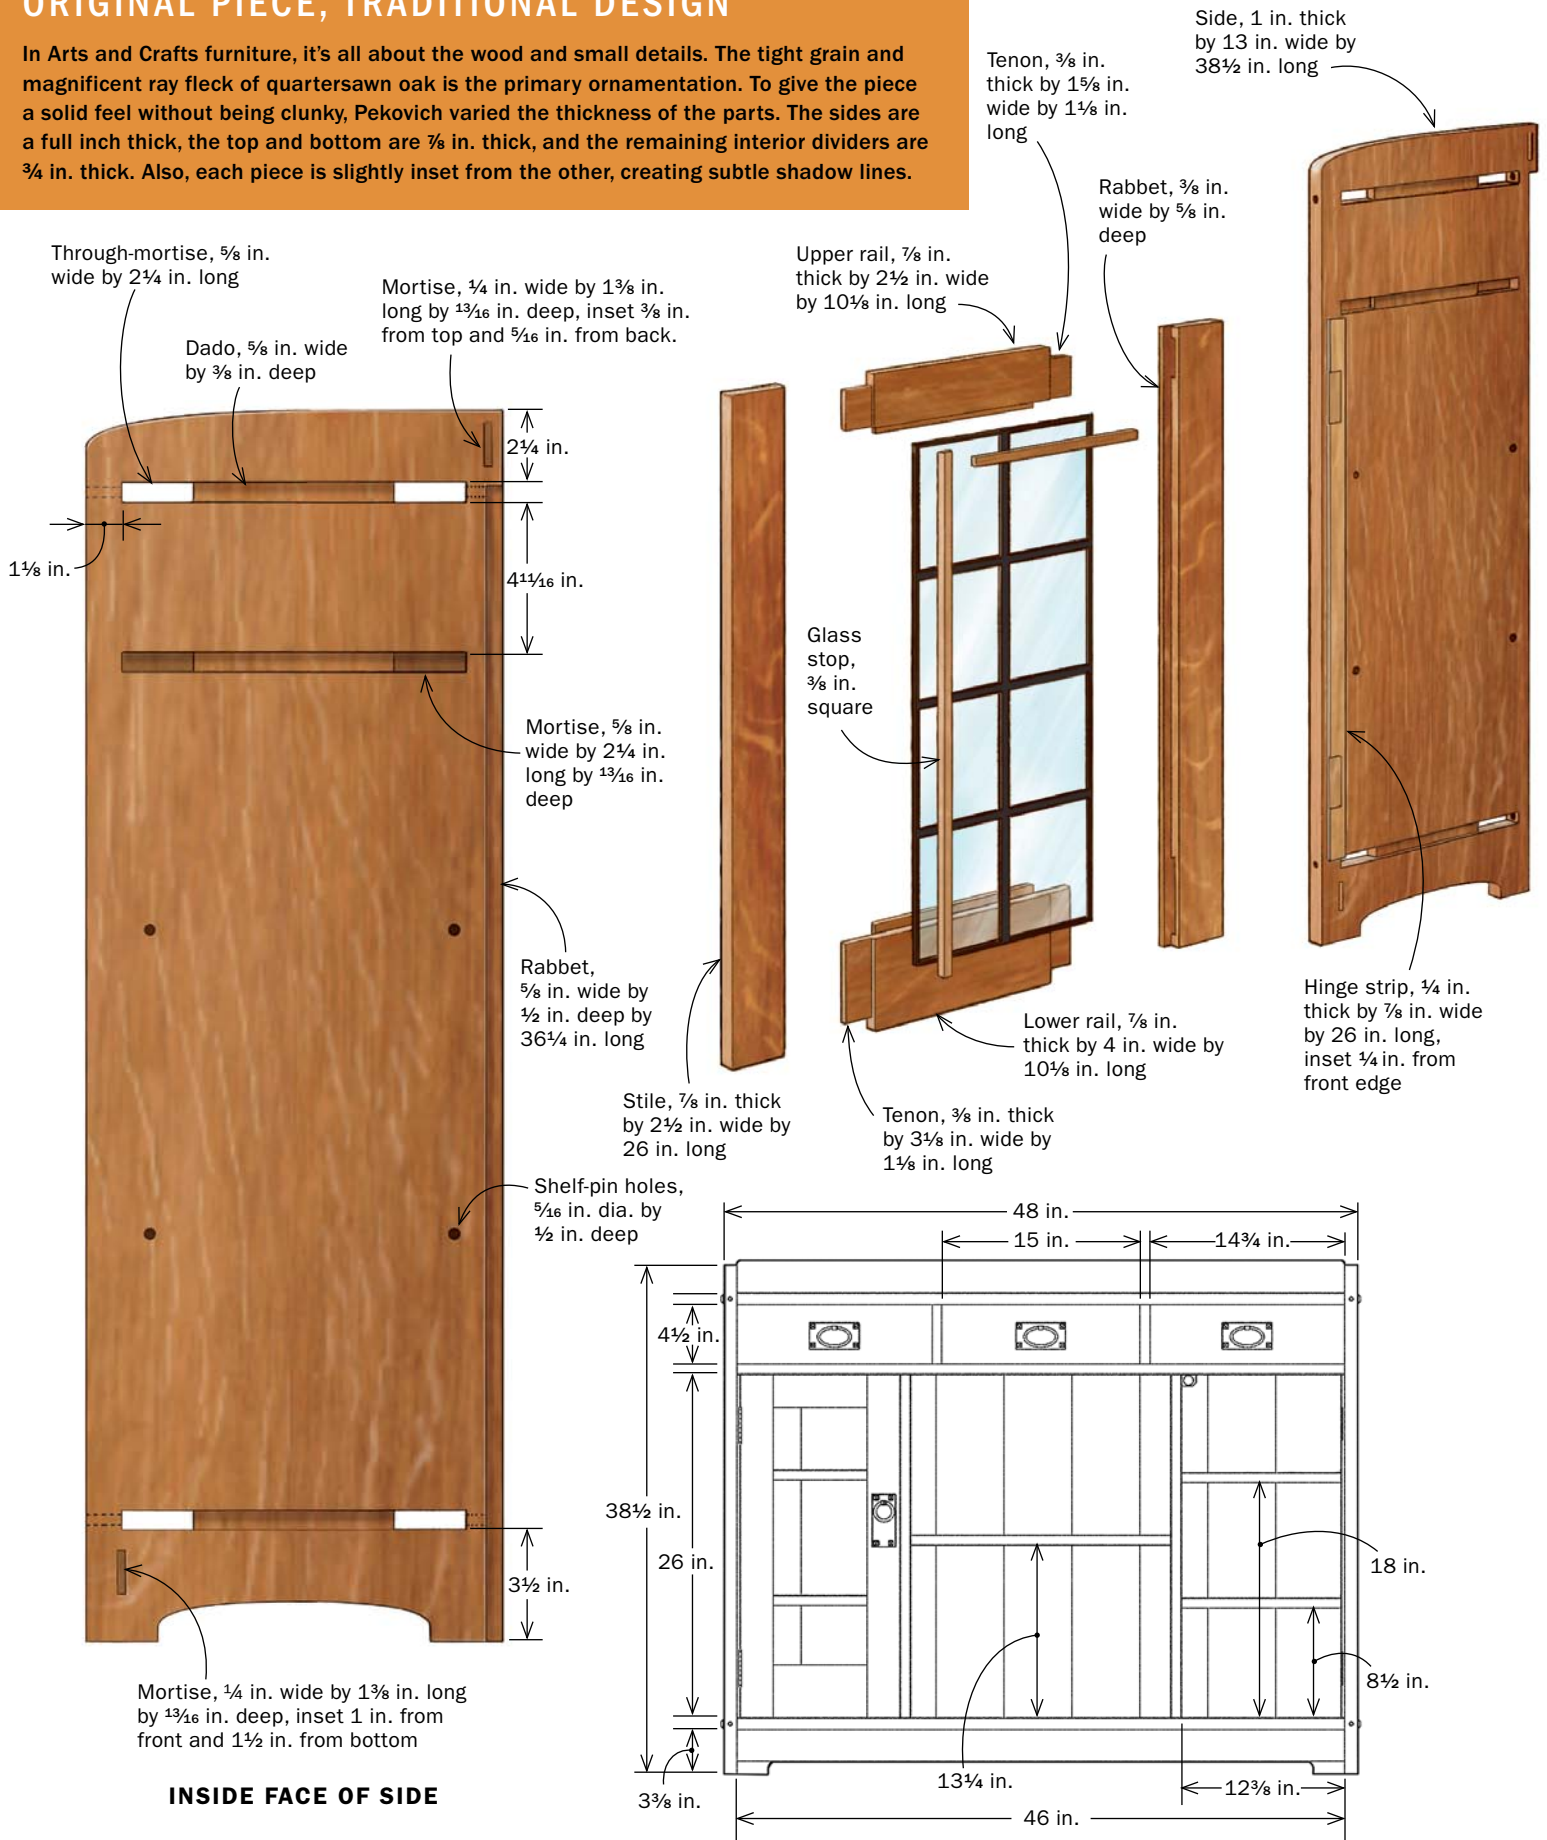 ORIGINAL PIECE, TRADITIONAL DESIGN
In Arts and Crafts furniture, it's all about the wood and small details. The tight grain and
magnificent ray fleck of quartersawn oak is the primary ornamentation. To give the piece
a solid feel without being clunky, Pekovich varied the thickness of the parts. The sides are
a full inch thick, the top and bottom are 7⁄8 in. thick, and the remaining interior dividers are
3⁄4 in. thick. Also, each piece is slightly inset from the other, creating subtle shadow lines.
Side, 1 in. thick
by 13 in. wide by
38½ in. long
Tenon, 3⁄8 in.
thick by 15⁄8 in.
wide by 11⁄8 in.
long
Rabbet, 3⁄8 in.
wide by 5⁄8 in.
deep
Upper rail, 7⁄8 in.
thick by 2½ in. wide
by 101⁄8 in. long
Through-mortise, 5⁄8 in.
wide by 2¼ in. long
Mortise, ¼ in. wide by 13⁄8 in.
long by 13⁄16 in. deep, inset 3⁄8 in.
from top and 5⁄16 in. from back.
Dado, 5⁄8 in. wide
by 3⁄8 in. deep
2¼ in.
11⁄8 in.
411⁄16 in.
Mortise, 5⁄8 in.
wide by 2¼ in.
long by 13⁄16 in.
deep
Glass
stop,
3⁄8 in.
square
Rabbet,
5⁄8 in. wide by
½ in. deep by
36¼ in. long
Hinge strip, ¼ in.
thick by 7⁄8 in. wide
by 26 in. long,
inset ¼ in. from
front edge
Lower rail, 7⁄8 in.
thick by 4 in. wide by
101⁄8 in. long
Stile, 7⁄8 in. thick
by 2½ in. wide by
26 in. long
Tenon, 3⁄8 in. thick
by 31⁄8 in. wide by
11⁄8 in. long
Shelf-pin holes,
5⁄16 in. dia. by
½ in. deep
3½ in.
Mortise, ¼ in. wide by 13⁄8 in. long
by 13⁄16 in. deep, inset 1 in. from
front and 1½ in. from bottom
INSIDE FACE OF SIDE
48 in.
15 in.
14¾ in.
4½ in.
38½ in.
26 in.
18 in.
8½ in.
13¼ in.
123⁄8 in.
33⁄8 in.
46 in.